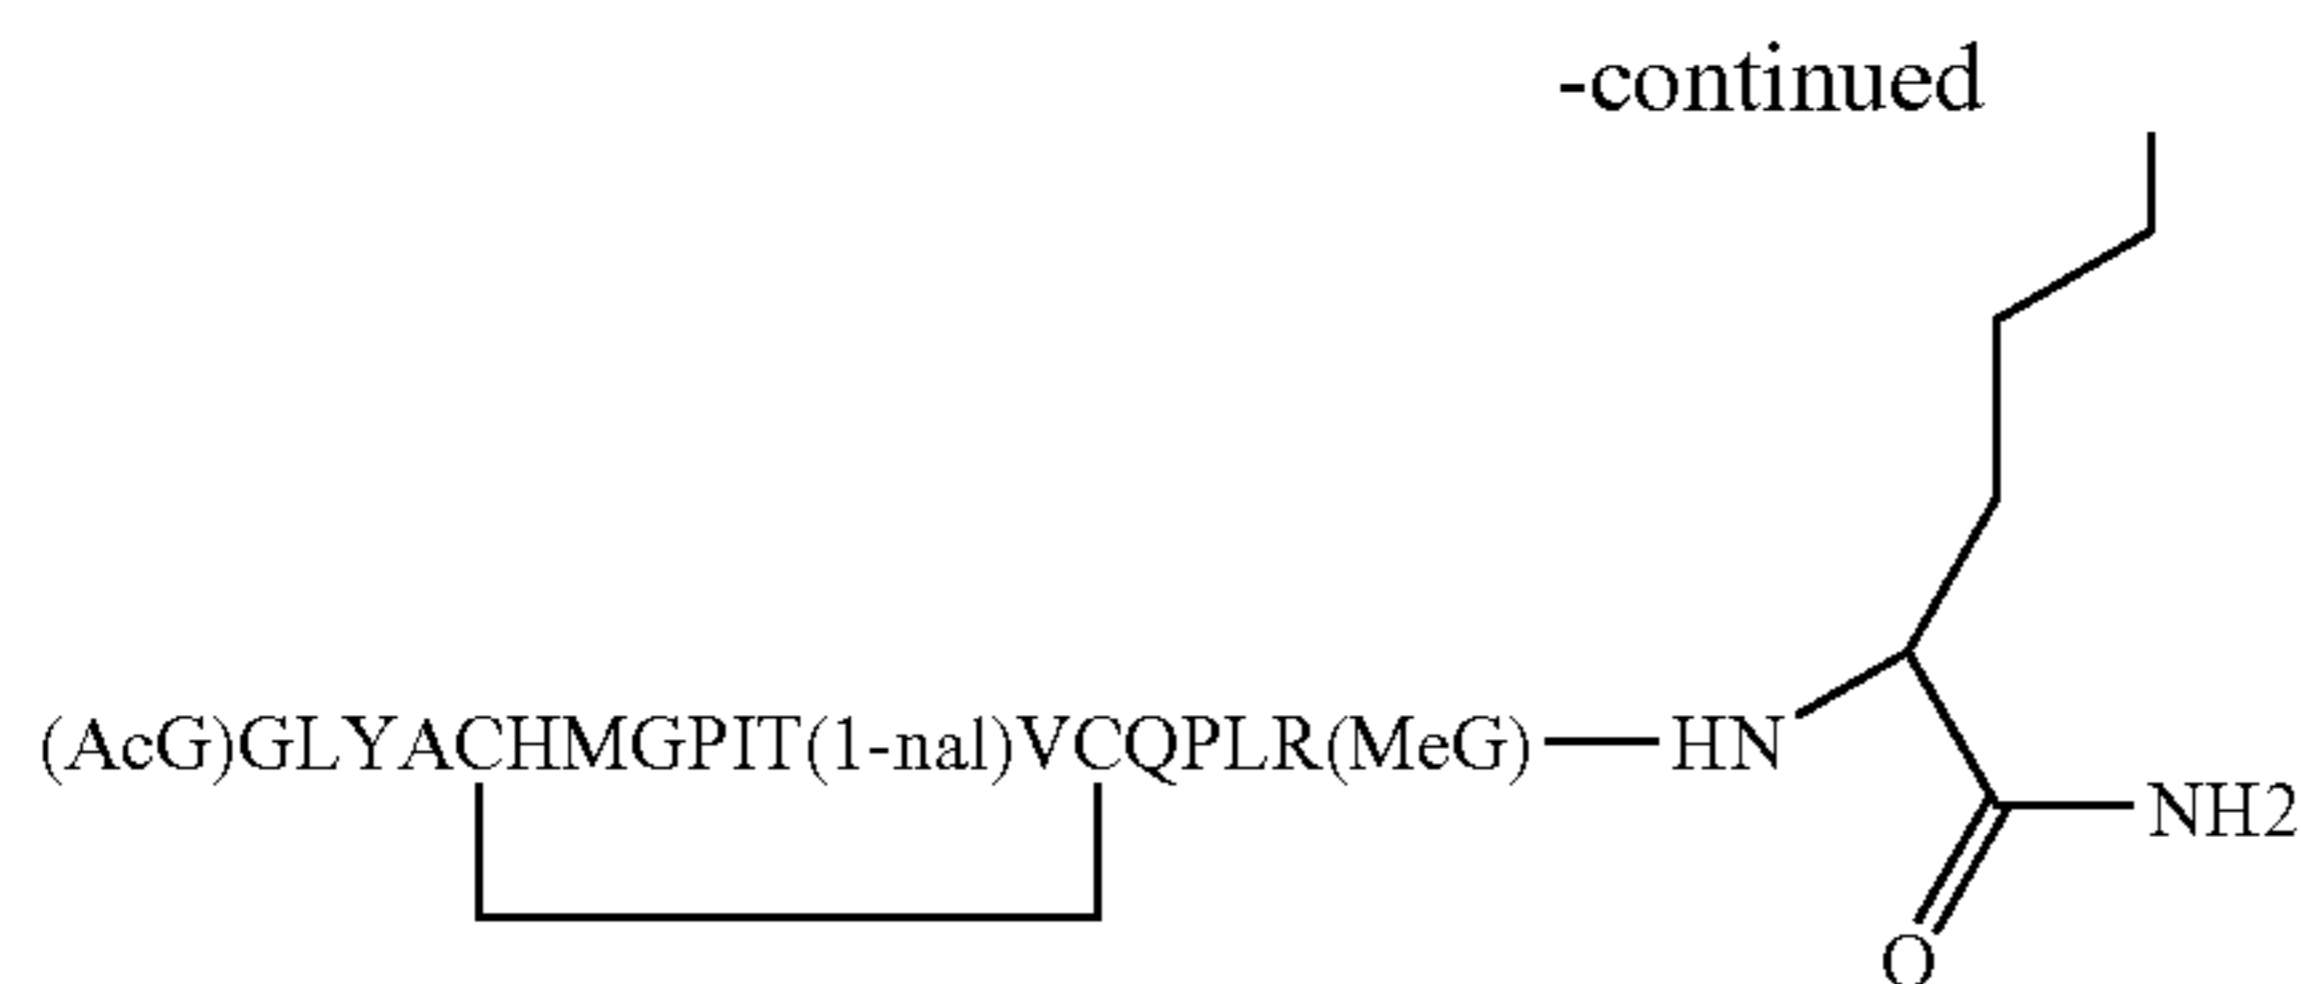 -continued
(AcG)GLYACHMGPIT(1-nal)VCQPLR(MeG)—HN
NH2
O